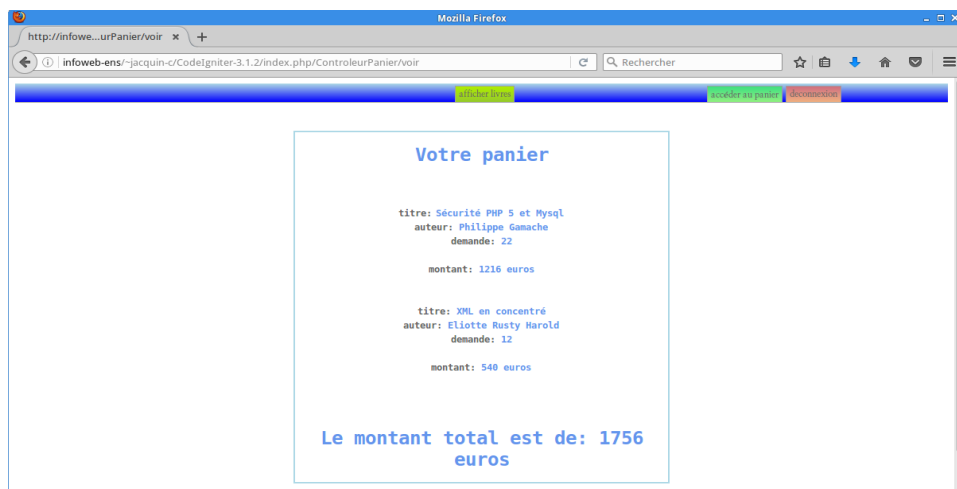 Mozilla Firefox
http://infowe...urPanier/voir
infoweb-ens/~jacquin-c/CodeIgniter-3.1.2/index.php/ControleurPanier/voir
Rechercher
afficher livres
accéder au panier
deconnexion
Votre panier
titre: Sécurité PHP 5 et Mysql
auteur: Philippe Gamache
demande: 22
montant: 1216 euros
titre: XML en concentré
auteur: Eliotte Rusty Harold
demande: 12
montant: 540 euros
Le montant total est de: 1756
euros